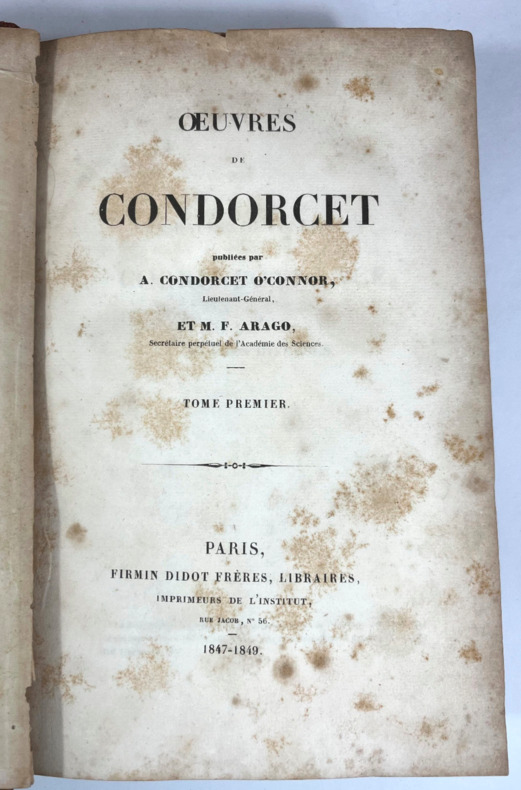 ŒUVRES
DE
CONDORCET
publiées par
A. CONDORCET O'CONNOR,
Lieutenant-Général,
ET M. F. ARAGO,
Secrétaire perpétuel de l'Académie des Sciences.
TOME PREMIER.
PARIS,
FIRMIN DIDOT FRÈRES, LIBRAIRES,
IMPRIMEURS DE L'INSTITUT,
RUE JACOB, N° 56.
1847-1849.